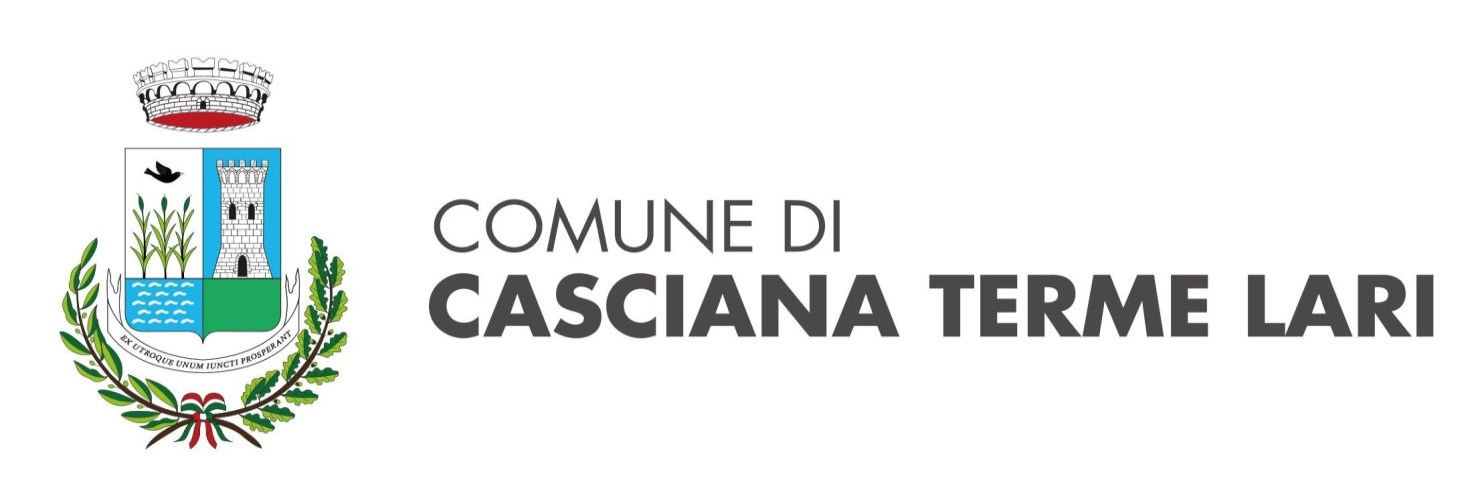 COMUNE DI
CASCIANA TERME LARI
EX UTROQUE UNUM IUNCTI PROSPERANT